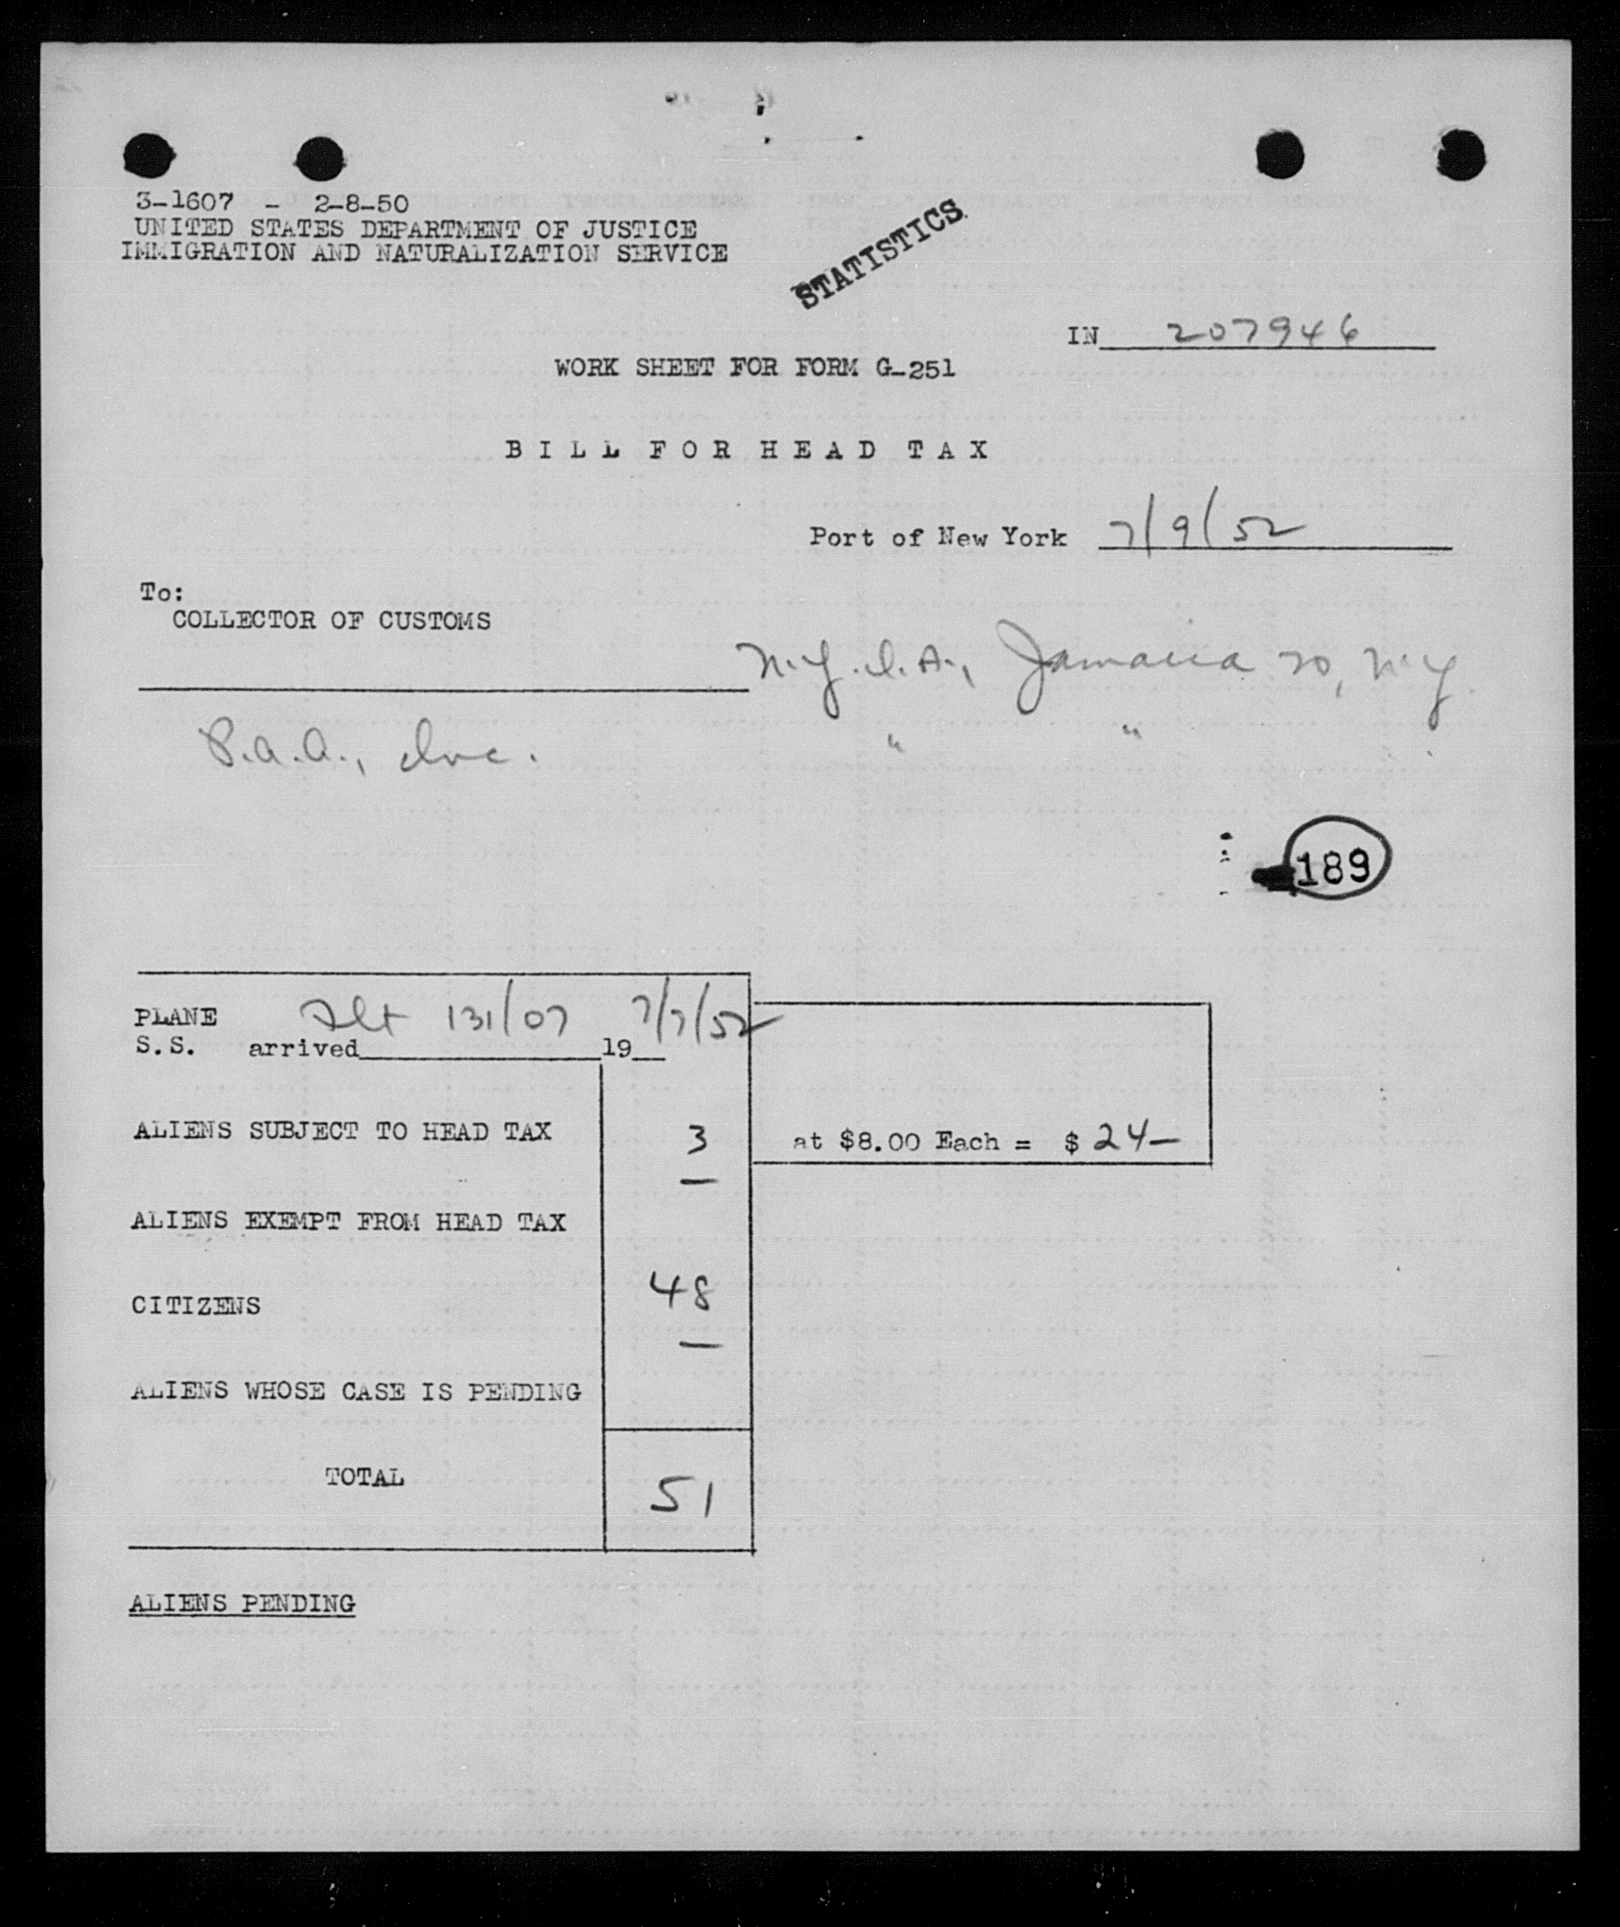 3-1607 - 2-8-50
UNITED STATES DEPARTMENT OF JUSTICE
IMMIGRATION AND NATURALIZATION SERVICE
STATISTICS
IN 207946
WORK SHEET FOR FORM G-251
BILL FOR HEAD TAX
Port of New York 7/9/52
To:
COLLECTOR OF CUSTOMS
N.Y.I.A., Jamaica 20, N.Y.
P.A.A., Inc. " "
189
PLANE
S.S. arrived Flt 131/07 19 7/7/52
ALIENS SUBJECT TO HEAD TAX 3 at $8.00 Each = $ 24—
—
ALIENS EXEMPT FROM HEAD TAX
CITIZENS 48
—
ALIENS WHOSE CASE IS PENDING
TOTAL 51
ALIENS PENDING